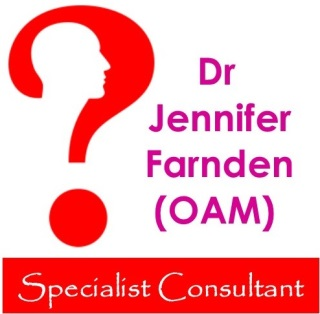 Dr
Jennifer
Farnden
(OAM)
Specialist Consultant